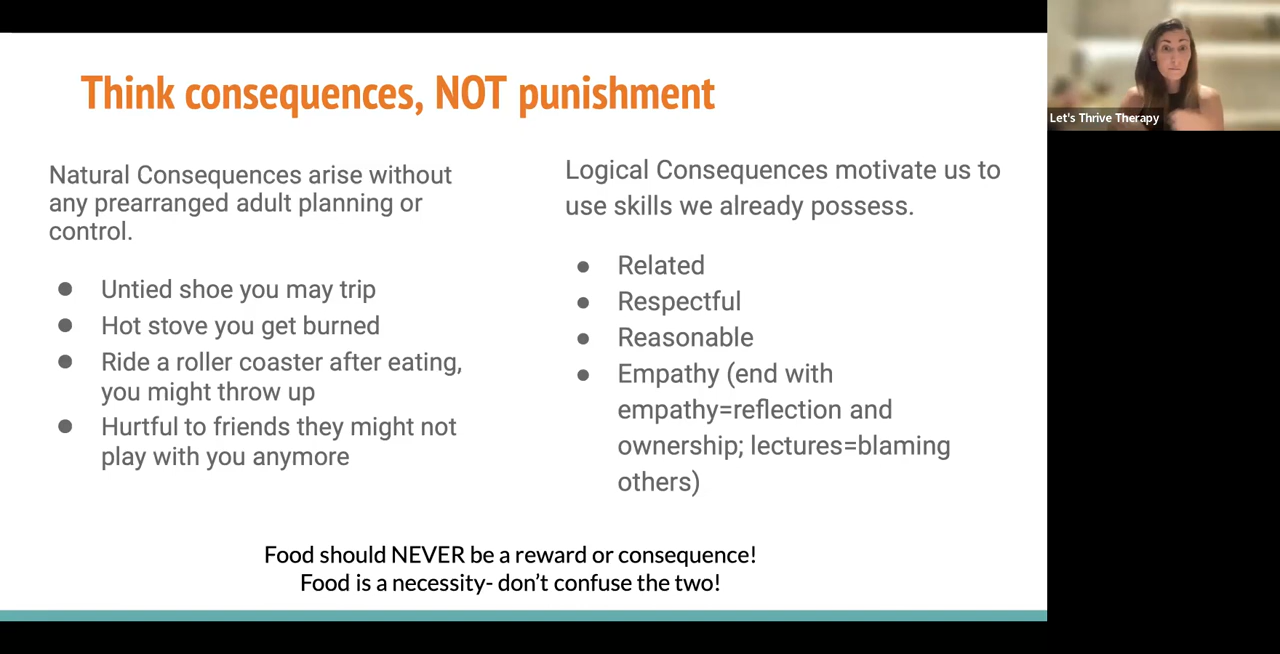 Think consequences, NOT punishment
Natural Consequences arise without
any prearranged adult planning or
control.
● Untied shoe you may trip
● Hot stove you get burned
● Ride a roller coaster after eating,
you might throw up
● Hurtful to friends they might not
play with you anymore
Logical Consequences motivate us to
use skills we already possess.
● Related
● Respectful
● Reasonable
● Empathy (end with
empathy=reflection and
ownership; lectures=blaming
others)
Food should NEVER be a reward or consequence!
Food is a necessity- don’t confuse the two!
Let's Thrive Therapy